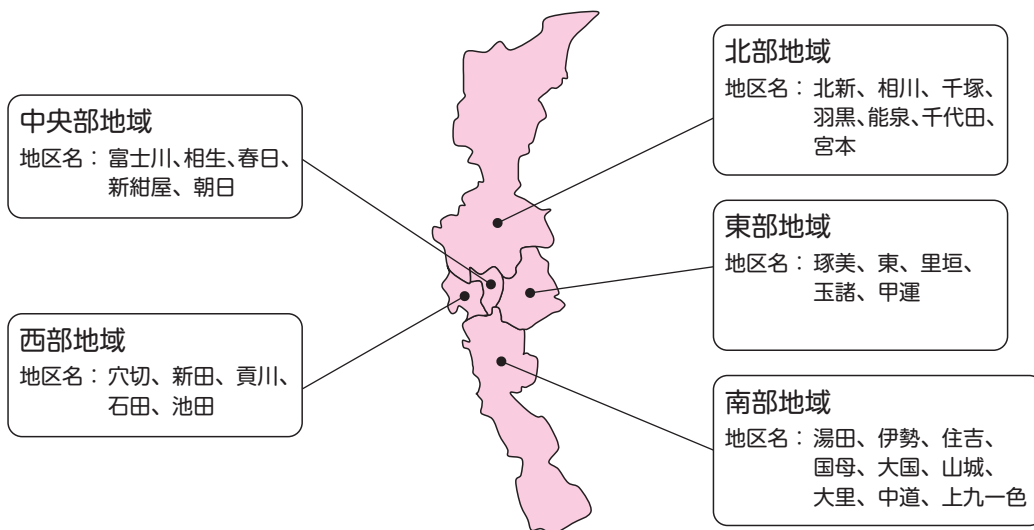 中央部地域
地区名：富士川、相生、春日、
新紺屋、朝日
西部地域
地区名：穴切、新田、貢川、
石田、池田
北部地域
地区名：北新、相川、千塚、
羽黒、能泉、千代田、
宮本
東部地域
地区名：琢美、東、里垣、
玉諸、甲運
南部地域
地区名：湯田、伊勢、住吉、
国母、大国、山城、
大里、中道、上九一色